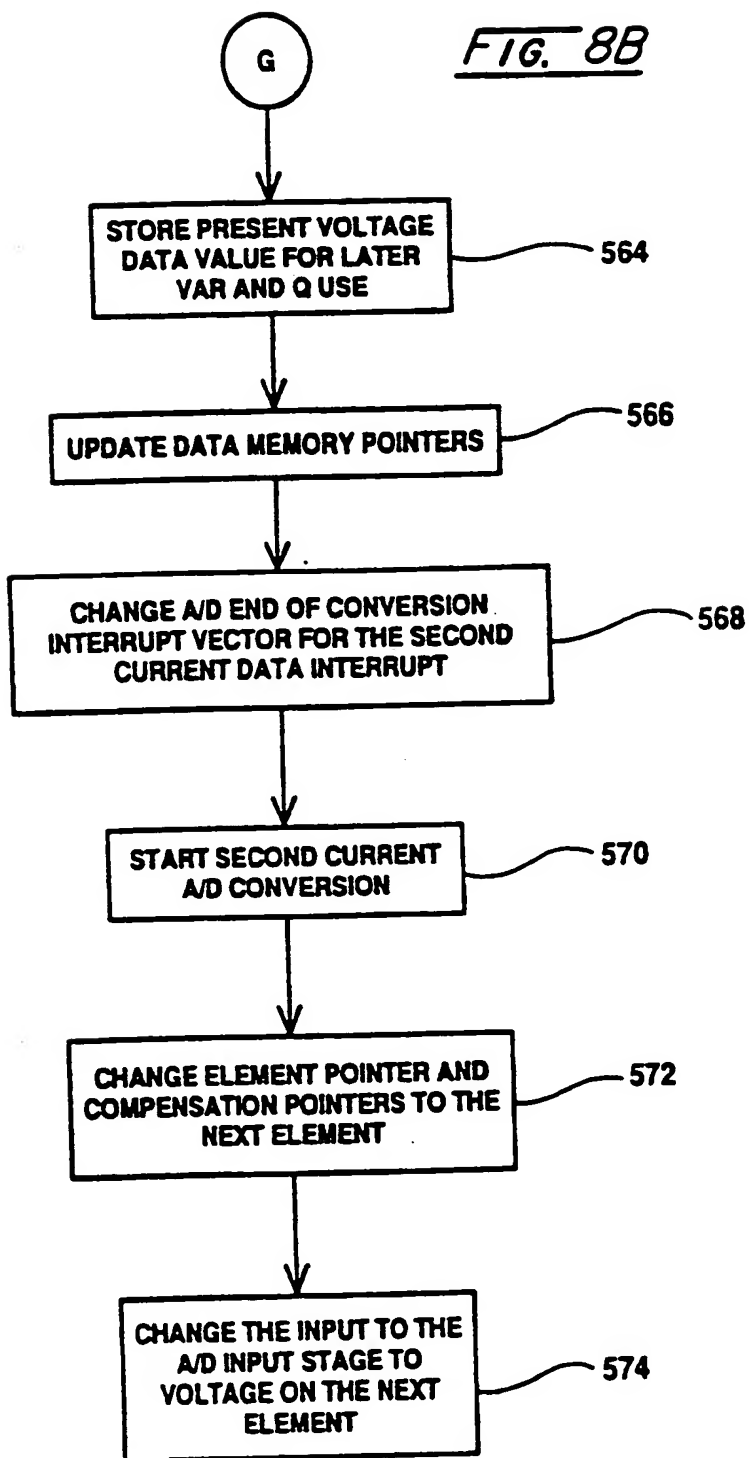 G
FIG. 8B
STORE PRESENT VOLTAGE
DATA VALUE FOR LATER
VAR AND Q USE
564
UPDATE DATA MEMORY POINTERS
566
CHANGE A/D END OF CONVERSION
INTERRUPT VECTOR FOR THE SECOND
CURRENT DATA INTERRUPT
568
START SECOND CURRENT
A/D CONVERSION
570
CHANGE ELEMENT POINTER AND
COMPENSATION POINTERS TO THE
NEXT ELEMENT
572
CHANGE THE INPUT TO THE
A/D INPUT STAGE TO
VOLTAGE ON THE NEXT
ELEMENT
574